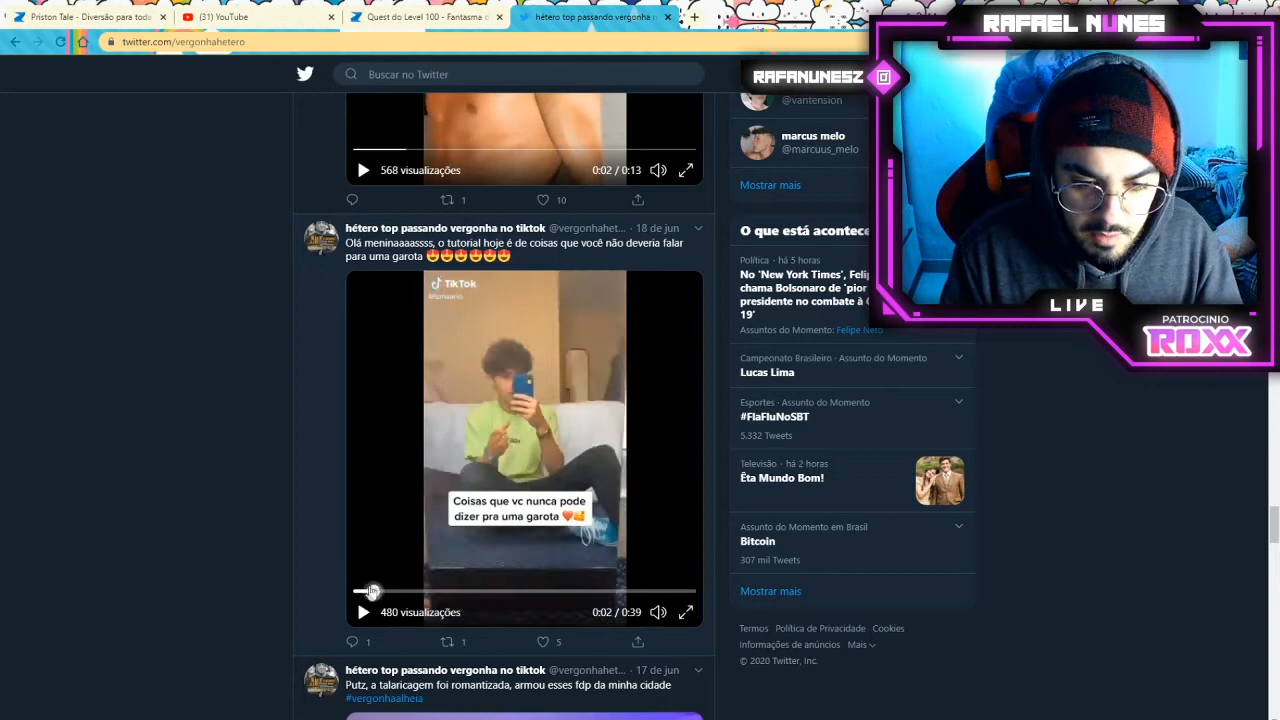 Priston Tale - Diversão para toda
(31) YouTube
Quest do Level 100 - Fantasma d
hétero top passando vergonha n
twitter.com/vergonhahetero
Buscar no Twitter
568 visualizações
0:02 / 0:13
1
10
hétero top passando vergonha no tiktok @vergonhahet... · 18 de jun
Olá meninaaaassss, o tutorial hoje é de coisas que você não deveria falar
para uma garota 😍😍😍😍😍😍
TikTok
Coisas que vc nunca pode
dizer pra uma garota ❤️🥰
480 visualizações
0:02 / 0:39
1
1
5
hétero top passando vergonha no tiktok @vergonhahet... · 17 de jun
Putz, a talaricagem foi romantizada, armou esses fdp da minha cidade
#vergonhaalheia
@vantension
marcus melo
@marcuus_melo
Mostrar mais
O que está acontece
Política · há 5 horas
No 'New York Times', Felip
chama Bolsonaro de 'pior
presidente no combate à C
19'
Assuntos do Momento: Felipe Neto
Campeonato Brasileiro · Assunto do Momento
Lucas Lima
Esportes · Assunto do Momento
#FlaFluNoSBT
5.332 Tweets
Televisão · há 2 horas
Êta Mundo Bom!
Assunto do Momento em Brasil
Bitcoin
307 mil Tweets
Mostrar mais
Termos Política de Privacidade Cookies
Informações de anúncios Mais
© 2020 Twitter, Inc.
RAFAEL NUNES
RAFANUNESZ
LIVE
PATROCINIO
ROXX